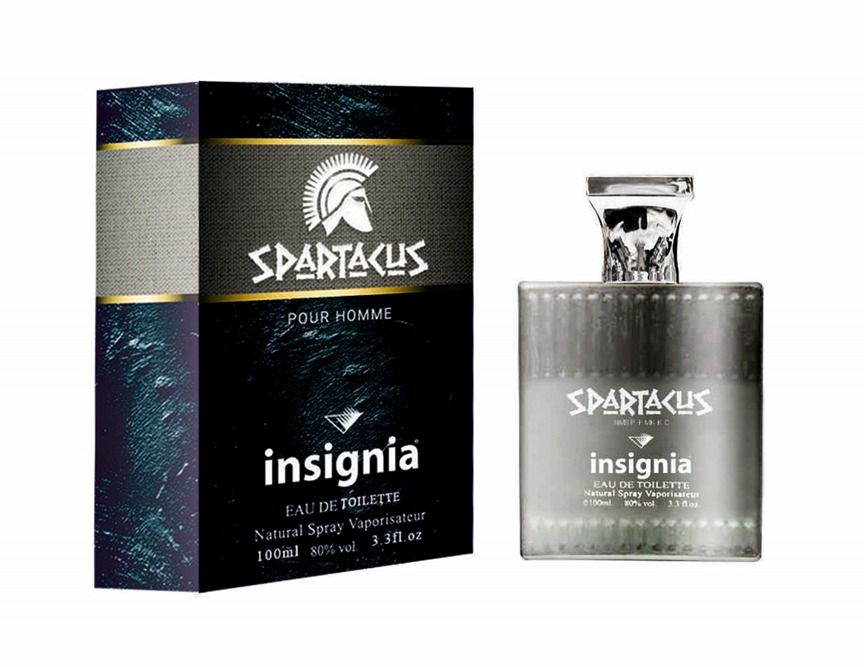 SPARTACUS
POUR HOMME
insignia
EAU DE TOILETTE
Natural Spray Vaporisateur
100ml 80% vol. 3.3fl.oz
SPARTACUS
insignia
EAU DE TOILETTE
Natural Spray Vaporisateur
100ml. 80% vol. 3.3 fl.oz.